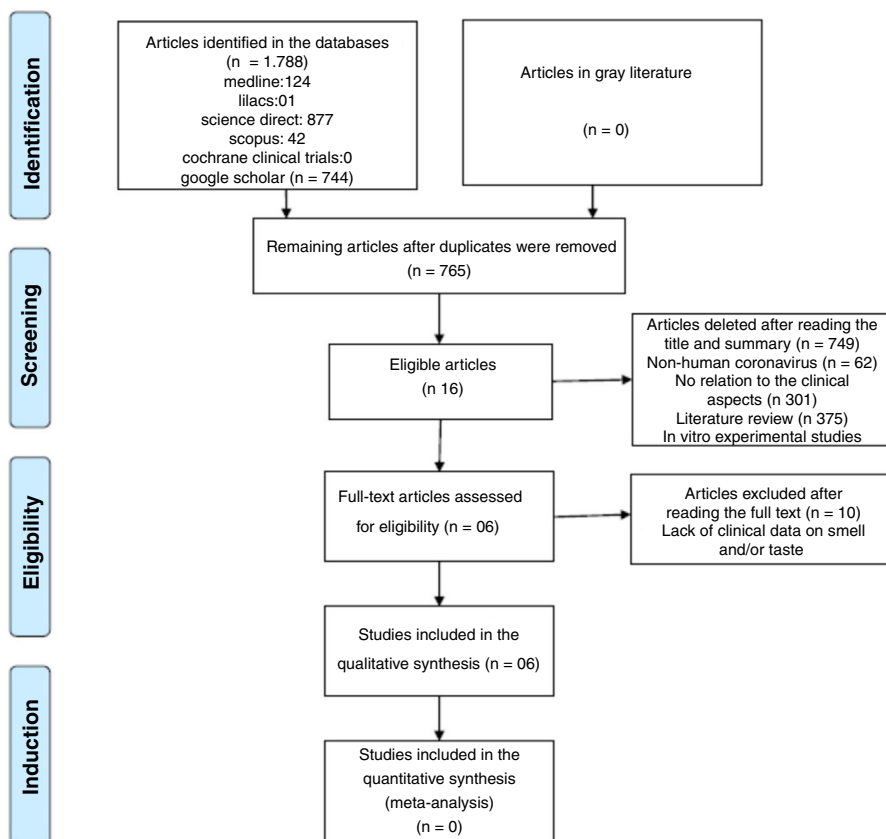 Identification
Articles identified in the databases
(n = 1.788)
medline:124
lilacs:01
science direct: 877
scopus: 42
cochrane clinical trials:0
google scholar (n = 744)
Articles in gray literature
(n = 0)
Remaining articles after duplicates were removed
(n = 765)
Screening
Eligible articles
(n 16)
Articles deleted after reading the
title and summary (n = 749)
Non-human coronavirus (n = 62)
No relation to the clinical
aspects (n 301)
Literature review (n 375)
In vitro experimental studies
Eligibility
Full-text articles assessed
for eligibility (n = 06)
Articles excluded after
reading the full text (n = 10)
Lack of clinical data on smell
and/or taste
Studies included in the
qualitative synthesis (n = 06)
Induction
Studies included in the
quantitative synthesis
(meta-analysis)
(n = 0)